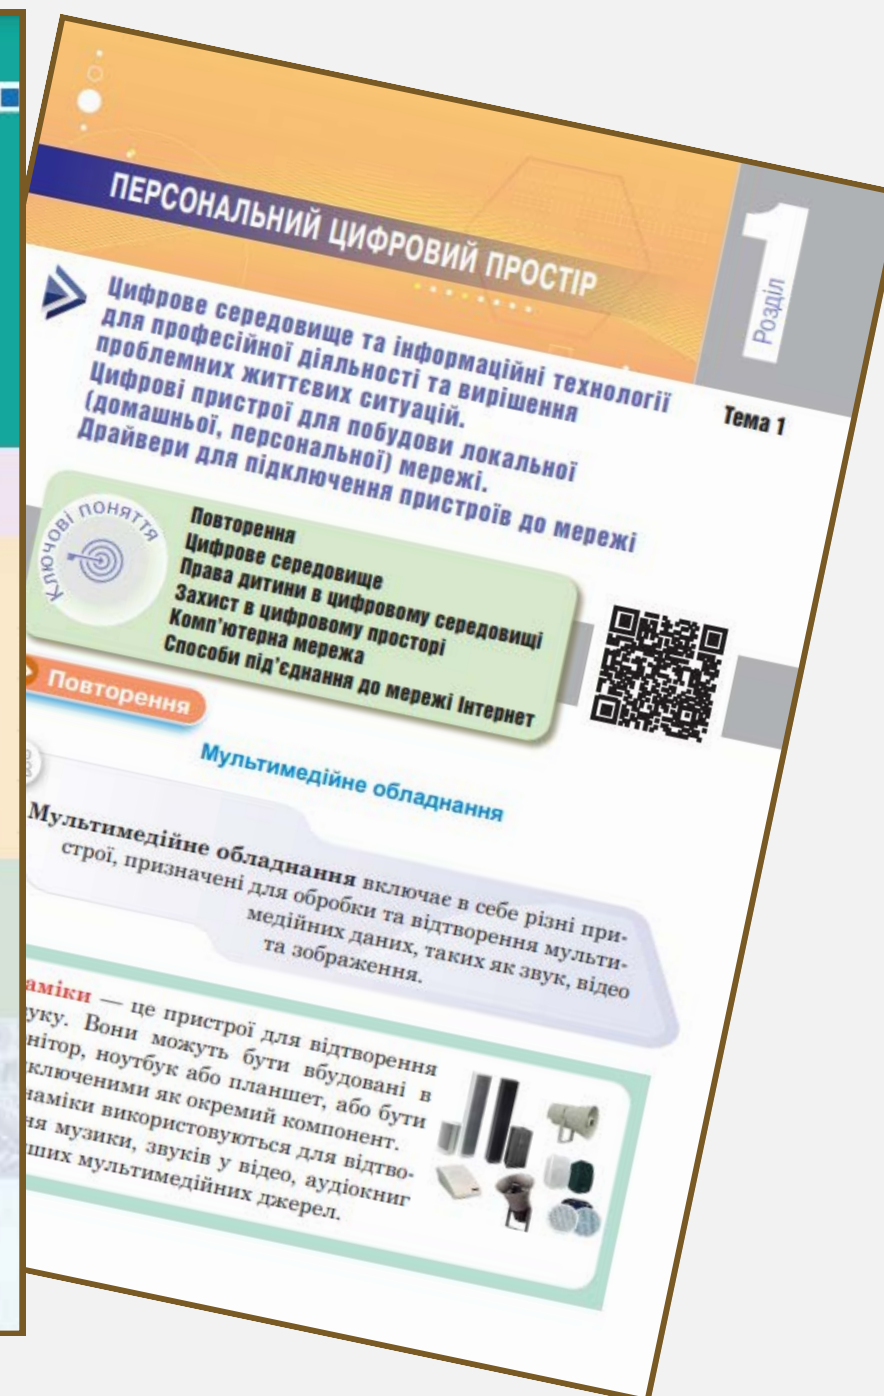 ПЕРСОНАЛЬНИЙ ЦИФРОВИЙ ПРОСТІР
1
Розділ
Тема 1
Цифрове середовище та інформаційні технології
для професійної діяльності та вирішення
проблемних життєвих ситуацій.
Цифрові пристрої для побудови локальної
(домашньої, персональної) мережі.
Драйвери для підключення пристроїв до мережі
Ключові поняття
Повторення
Цифрове середовище
Права дитини в цифровому середовищі
Захист в цифровому просторі
Комп'ютерна мережа
Способи під'єднання до мережі Інтернет
Повторення
Мультимедійне обладнання
Мультимедійне обладнання включає в себе різні при-
строї, призначені для обробки та відтворення мульти-
медійних даних, таких як звук, відео
та зображення.
— це пристрої для відтворення
Вони можуть бути вбудовані в
ноутбук або планшет, або бути
як окремий компонент.
використовуються для відтво-
музики, звуків у відео, аудіокниг
мультимедійних джерел.